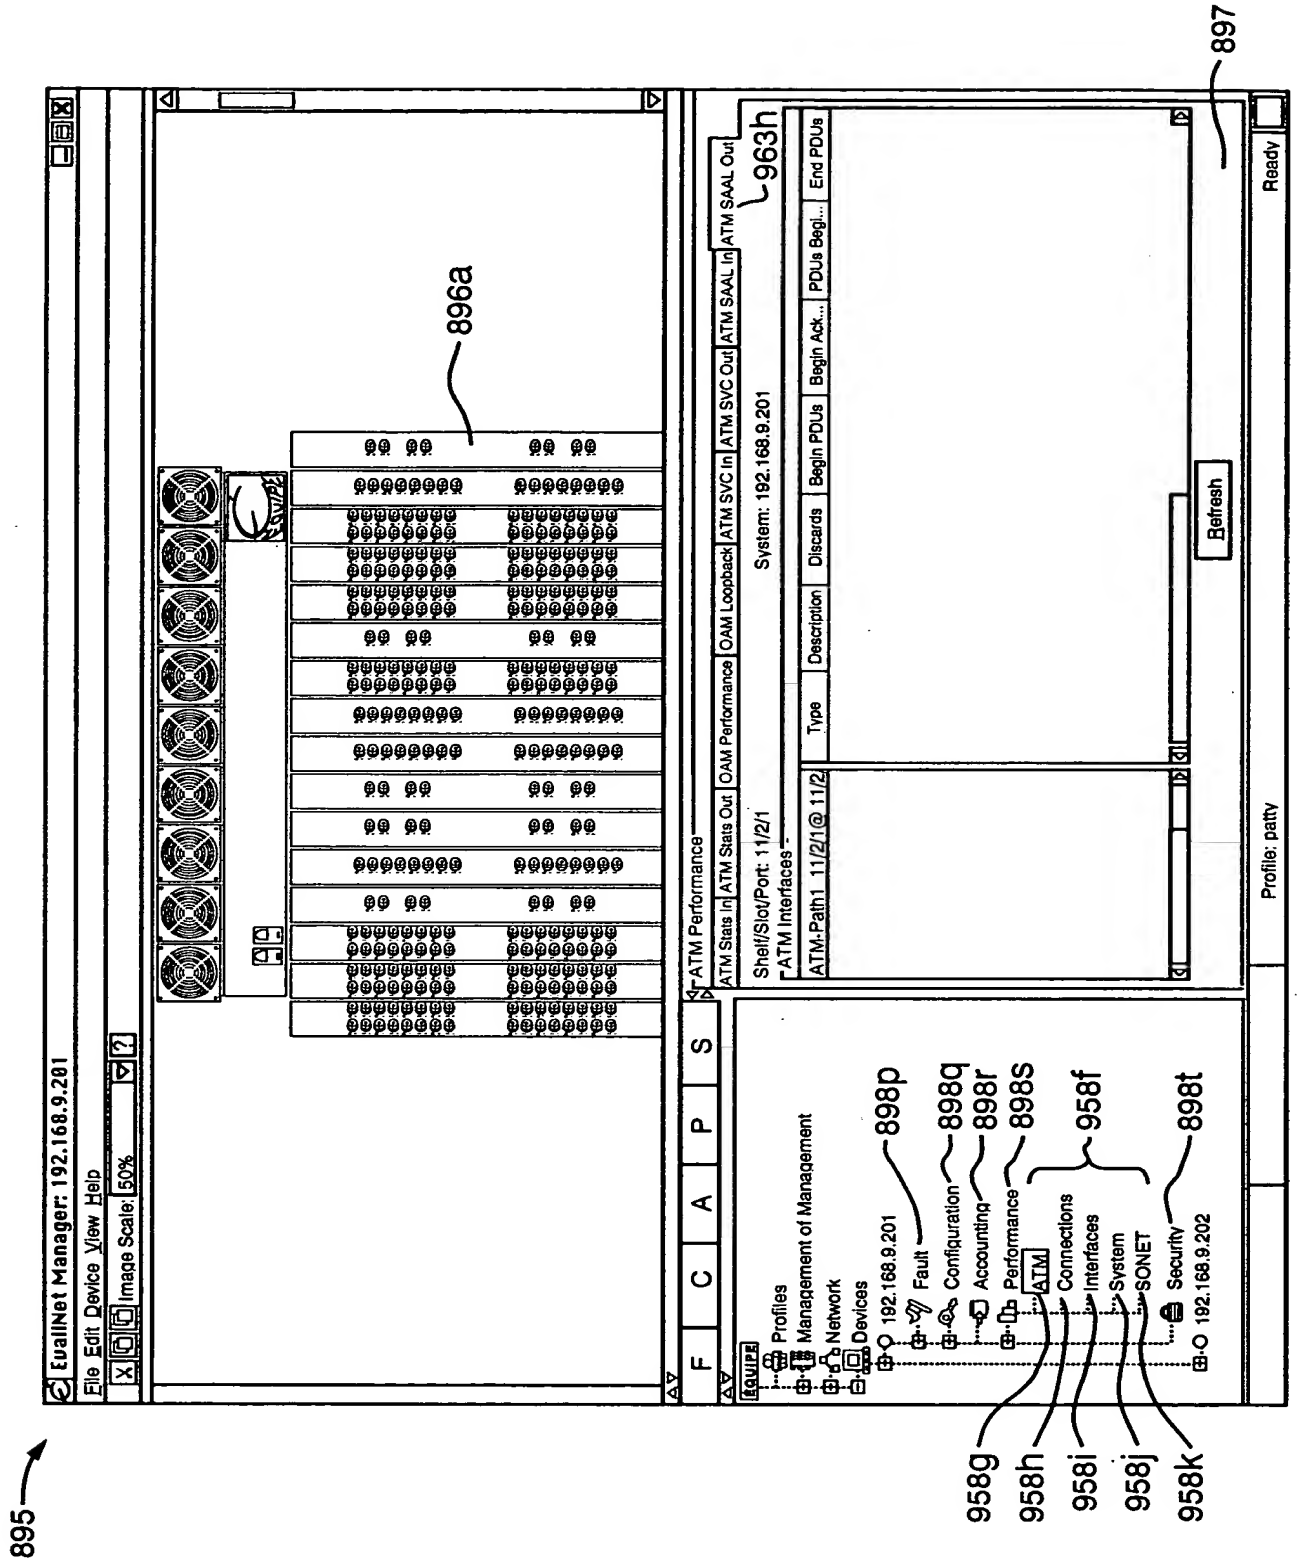 895
EuallNet Manager: 192.168.9.201
File Edit Device View Help
Image Scale: 50% ?
EQUIPE
896a
F C A P S
EQUIPE
Profiles
Management of Management
Network
Devices
192.168.9.201
Fault
898p
Configuration
898q
Accounting
898r
Performance
898s
ATM
Connections
Interfaces
System
SONET
958f
Security
898t
192.168.9.202
958g
958h
958i
958j
958k
ATM Performance
ATM Stats In ATM Stats Out OAM Performance OAM Loopback ATM SVC In ATM SVC Out ATM SAAL In ATM SAAL Out
963h
Shelf/Slot/Port: 11/2/1 System: 192.168.9.201
ATM Interfaces
Type Description Discards Begin PDUs Begin Ack... PDUs Begi... End PDUs
ATM-Path1 11/2/1@ 11/2/
Refresh
897
Profile: patty Ready